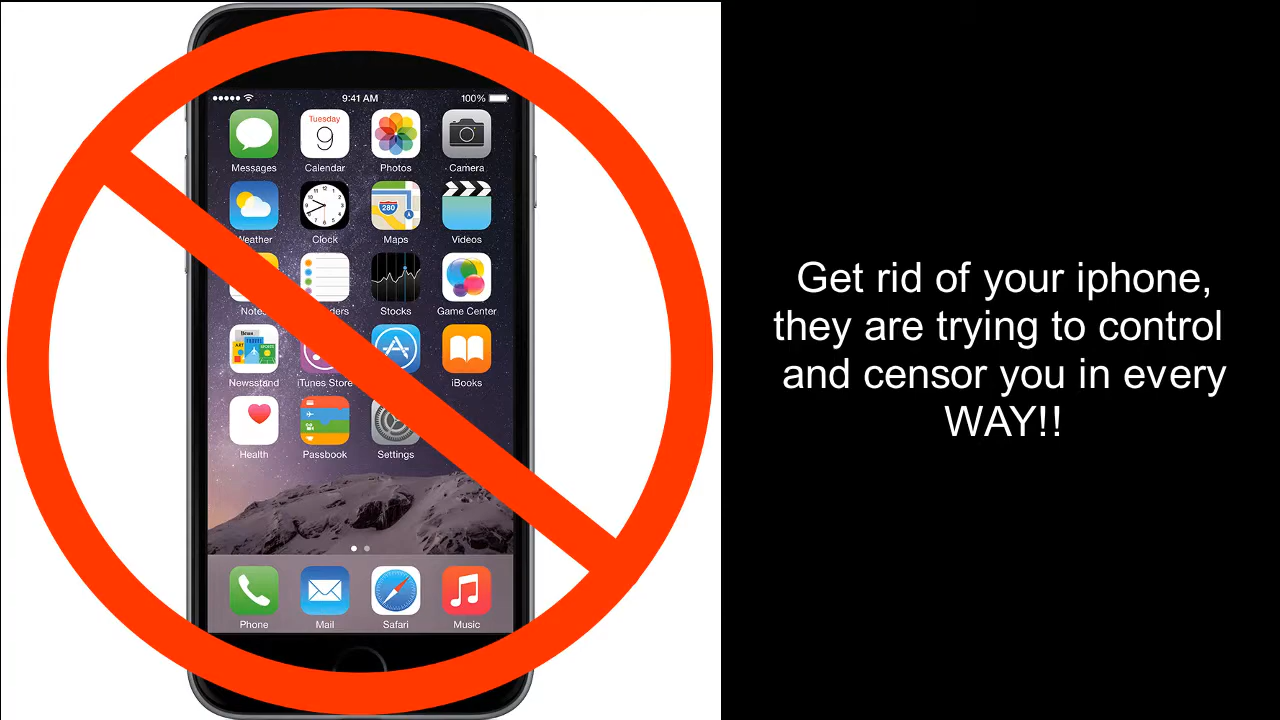 9:41 AM
100%
Tuesday
9
Messages
Calendar
Photos
Camera
280
Weather
Clock
Maps
Videos
Notes
Stocks
Game Center
Newsstand
iTunes Store
iBooks
Health
Passbook
Settings
Phone
Mail
Safari
Music
Get rid of your iphone,
they are trying to control
and censor you in every
WAY!!